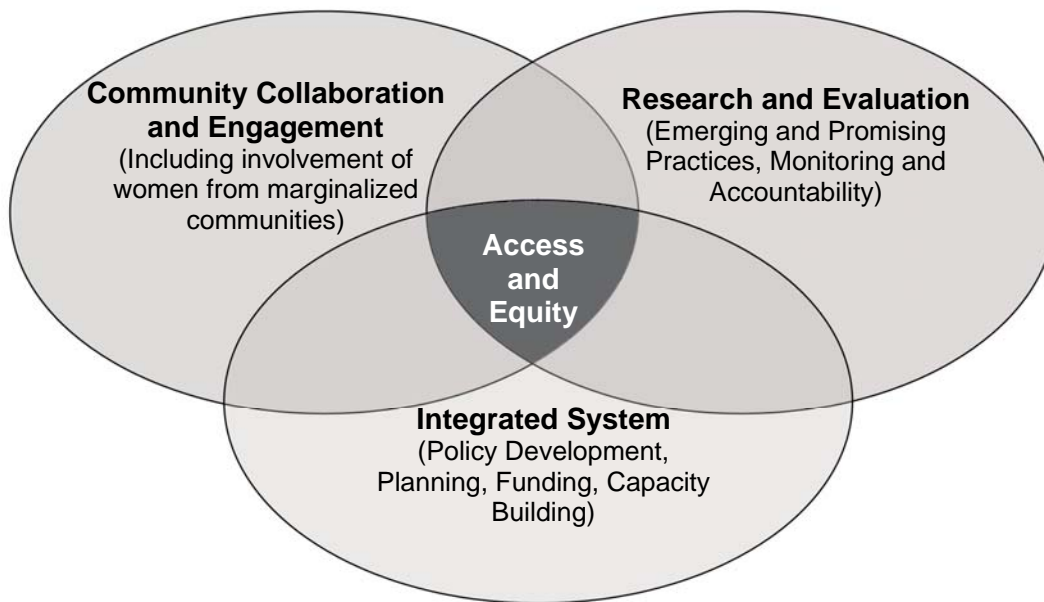 Community Collaboration
and Engagement
(Including involvement of
women from marginalized
communities)
Research and Evaluation
(Emerging and Promising
Practices, Monitoring and
Accountability)
Access
and
Equity
Integrated System
(Policy Development,
Planning, Funding, Capacity
Building)